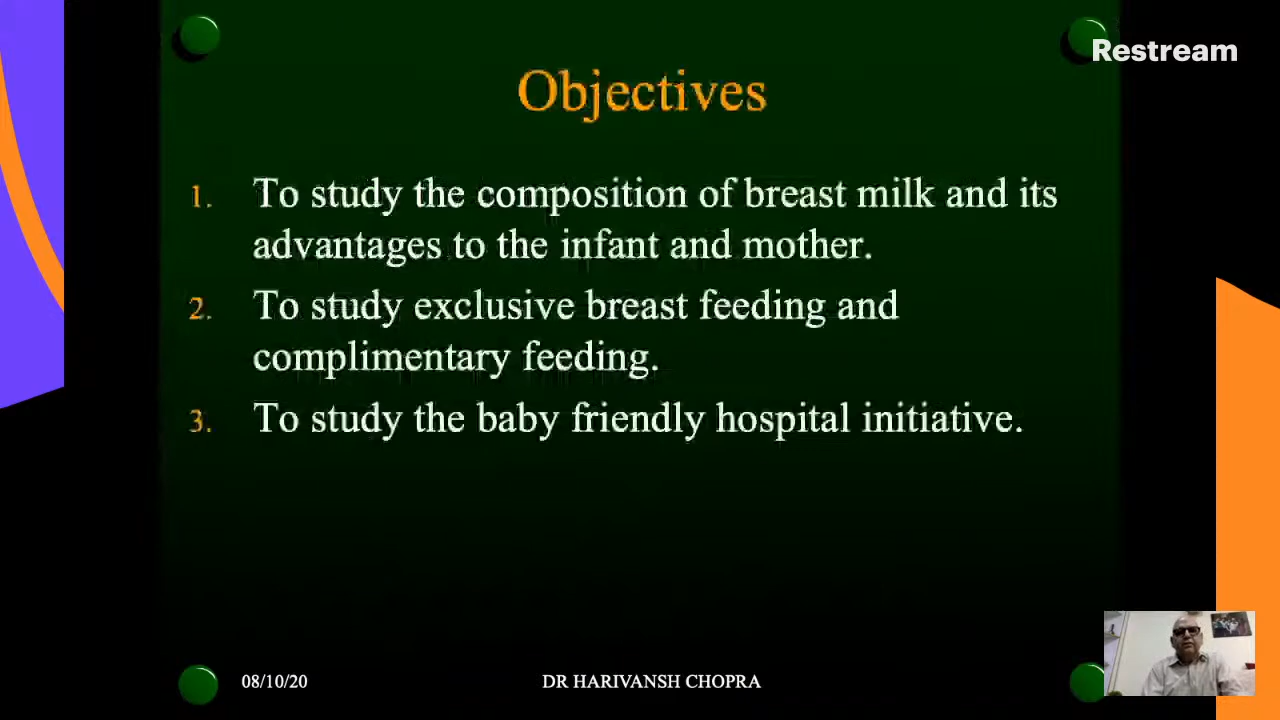 Restream
Objectives
1. To study the composition of breast milk and its
advantages to the infant and mother.
2. To study exclusive breast feeding and
complimentary feeding.
3. To study the baby friendly hospital initiative.
08/10/20
DR HARIVANSH CHOPRA